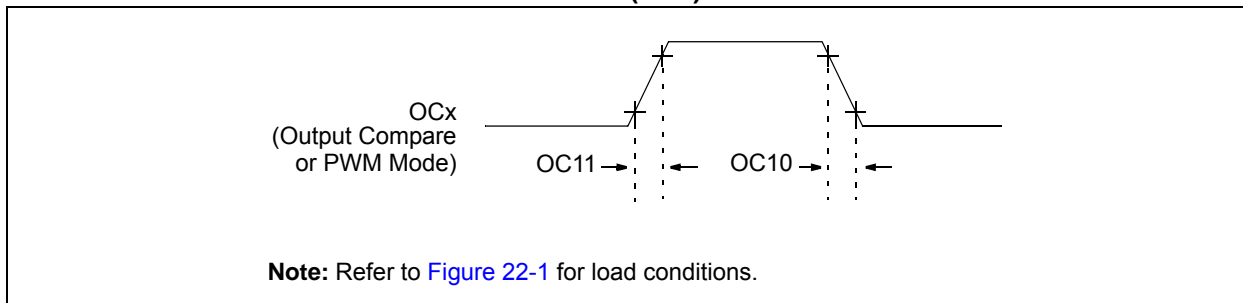 OCx
(Output Compare
or PWM Mode)
OC11
OC10
Note: Refer to Figure 22-1 for load conditions.